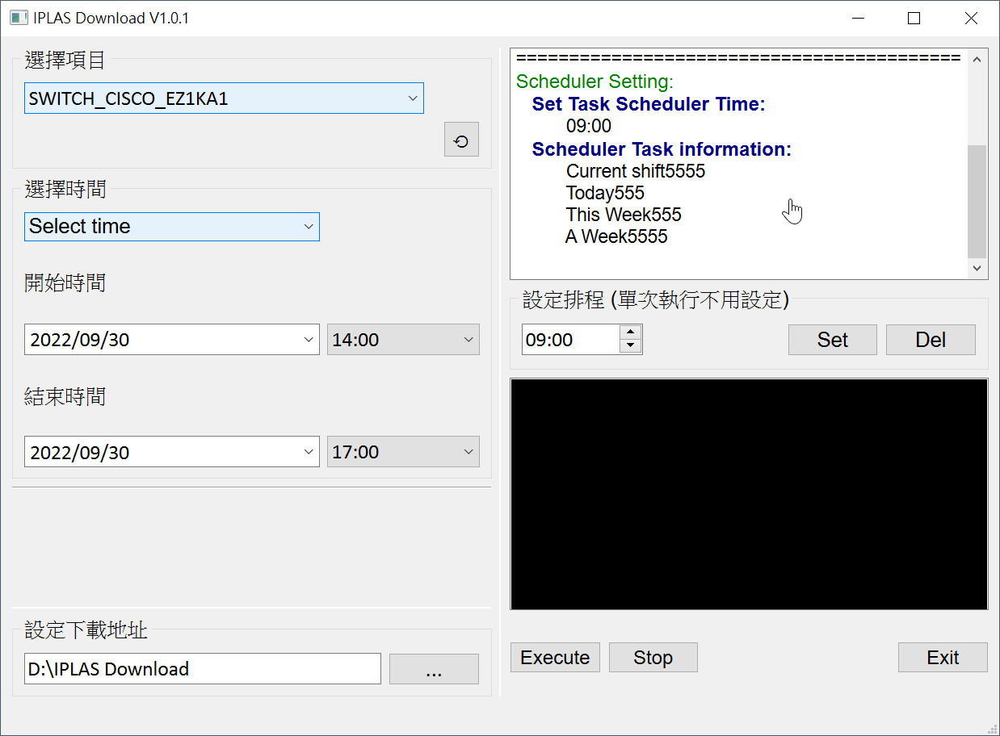 IPLAS Download V1.0.1
選擇項目
SWITCH_CISCO_EZ1KA1
選擇時間
Select time
開始時間
2022/09/30 14:00
結束時間
2022/09/30 17:00
設定下載地址
D:\IPLAS Download ...
==========================================
Scheduler Setting:
Set Task Scheduler Time:
09:00
Scheduler Task information:
Current shift5555
Today555
This Week555
A Week5555
設定排程 (單次執行不用設定)
09:00 Set Del
Execute Stop Exit